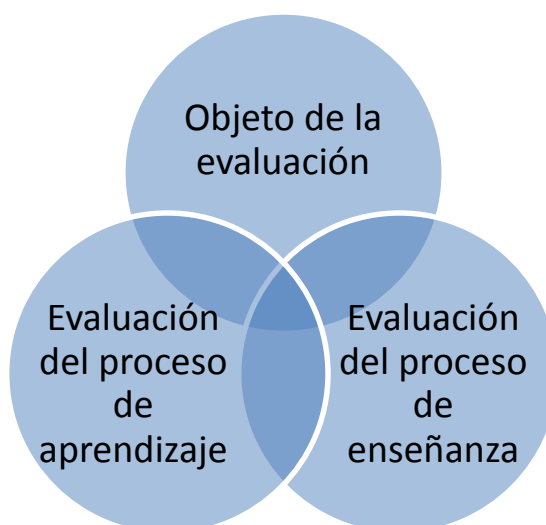 Objeto de la
evaluación
Evaluación
del proceso
de
aprendizaje
Evaluación
del proceso
de
enseñanza